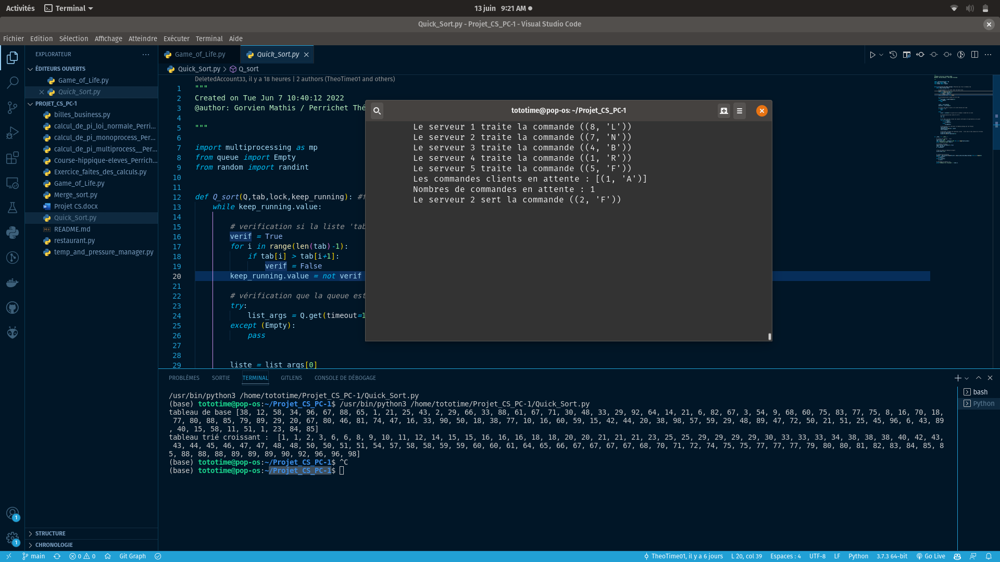 Activités
Terminal
13 juin 9:21 AM
Quick_Sort.py - Projet_CS_PC-1 - Visual Studio Code
Fichier Edition Sélection Affichage Atteindre Exécuter Terminal Aide
EXPLORATEUR
ÉDITEURS OUVERTS
Game_of_Life.py
Quick_Sort.py
PROJET_CS_PC-1
billes_business.py
calcul_de_pi_loi_normale_Perri...
calcul_de_pi_monoprocess_Per...
calcul_de_pi_multiprocess__Per...
Course-hippique-eleves_Perrich...
Exercice_faites_des_calculs.py
Game_of_Life.py
Merge_sort.py
Projet CS.docx
Quick_Sort.py
README.md
restaurant.py
temp_and_pressure_manager.py
STRUCTURE
CHRONOLOGIE
Game_of_Life.py
Quick_Sort.py
Quick_Sort.py > Q_sort
DeletedAccount33, il y a 18 heures | 2 authors (TheoTime01 and others)
1 """
2 Created on Tue Jun 7 10:40:12 2022
3 @author: Gorvien Mathis / Perrichet Thé
4
5 """
6
7 import multiprocessing as mp
8 from queue import Empty
9 from random import randint
10
11
12 def Q_sort(Q,tab,lock,keep_running): #f
13 while keep_running.value:
14
15 # verification si la liste 'tab
16 verif = True
17 for i in range(len(tab)-1):
18 if tab[i] > tab[i+1]:
19 verif = False
20 keep_running.value = not verif
21
22 # vérification que la queue est
23 try:
24 list_args = Q.get(timeout=1
25 except (Empty):
26 pass
27
28
29 liste = list_args[0]
tototime@pop-os: ~/Projet_CS_PC-1
Le serveur 1 traite la commande ((8, 'L'))
Le serveur 2 traite la commande ((7, 'N'))
Le serveur 3 traite la commande ((4, 'B'))
Le serveur 4 traite la commande ((1, 'R'))
Le serveur 5 traite la commande ((5, 'F'))
Les commandes clients en attente : [(1, 'A')]
Nombres de commandes en attente : 1
Le serveur 2 sert la commande ((2, 'F'))
PROBLÈMES SORTIE TERMINAL GITLENS CONSOLE DE DÉBOGAGE
bash
Python
/usr/bin/python3 /home/tototime/Projet_CS_PC-1/Quick_Sort.py
(base) tototime@pop-os:~/Projet_CS_PC-1$ /usr/bin/python3 /home/tototime/Projet_CS_PC-1/Quick_Sort.py
tableau de base [38, 12, 58, 34, 96, 67, 88, 65, 1, 21, 25, 43, 2, 29, 66, 33, 88, 61, 67, 71, 30, 48, 33, 29, 92, 64, 14, 21, 6, 82, 67, 3, 54, 9, 68, 60, 75, 83, 77, 75, 8, 16, 70, 18,
77, 80, 88, 85, 79, 89, 29, 20, 67, 80, 46, 81, 74, 47, 16, 33, 90, 50, 18, 38, 77, 10, 16, 60, 59, 15, 42, 44, 20, 38, 98, 57, 59, 29, 48, 89, 47, 72, 50, 21, 51, 25, 45, 96, 6, 43, 89
, 40, 15, 58, 11, 51, 1, 23, 84, 85]
tableau trié croissant :  [1, 1, 2, 3, 6, 6, 8, 9, 10, 11, 12, 14, 15, 15, 16, 16, 16, 18, 18, 20, 20, 21, 21, 21, 23, 25, 25, 29, 29, 29, 29, 30, 33, 33, 33, 34, 38, 38, 38, 40, 42, 43,
43, 44, 45, 46, 47, 47, 48, 48, 50, 50, 51, 51, 54, 57, 58, 58, 59, 59, 60, 60, 61, 64, 65, 66, 67, 67, 67, 67, 68, 70, 71, 72, 74, 75, 75, 77, 77, 77, 79, 80, 80, 81, 82, 83, 84, 85, 8
5, 88, 88, 88, 89, 89, 89, 90, 92, 96, 96, 98]
(base) tototime@pop-os:~/Projet_CS_PC-1$ ^C
(base) tototime@pop-os:~/Projet_CS_PC-1$
1
1
main 0 0 Git Graph
TheoTime01, il y a 6 jours L 20, col 39 Espaces : 4 UTF-8 LF Python 3.7.3 64-bit Go Live